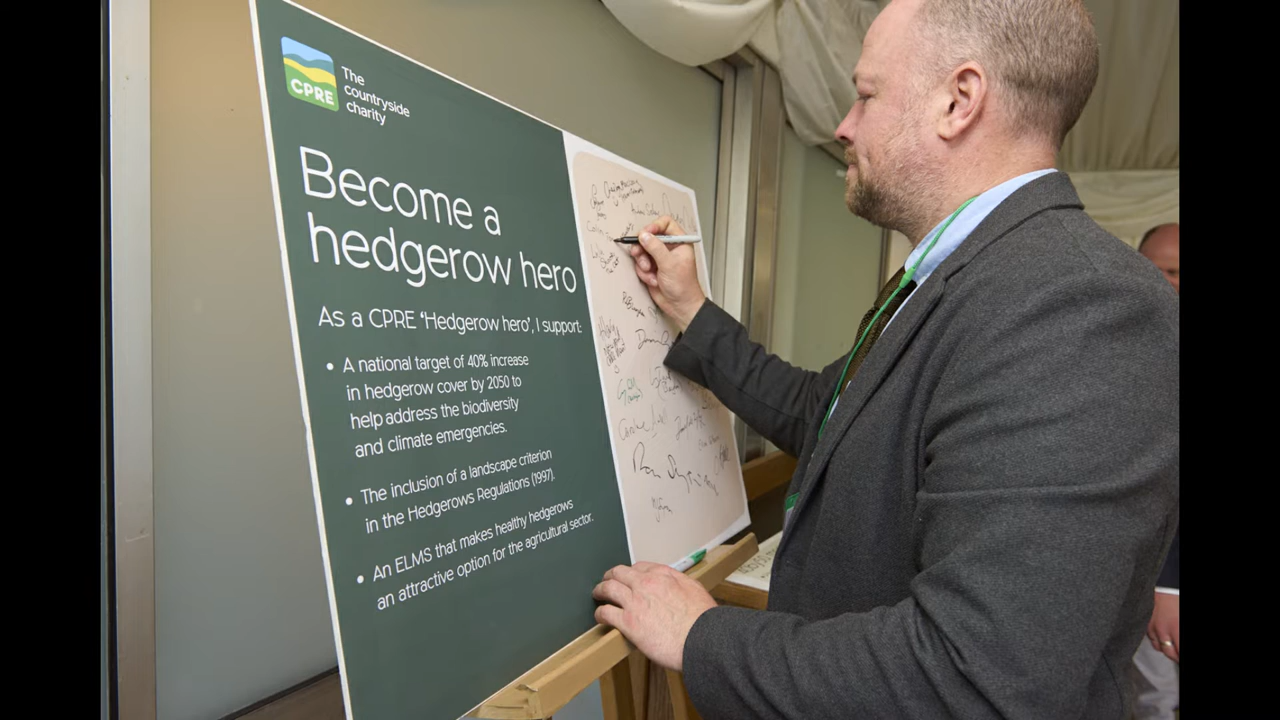 CPRE
The
countryside
charity
Become a
hedgerow hero
As a CPRE 'Hedgerow hero', I support:
• A national target of 40% increase
in hedgerow cover by 2050 to
help address the biodiversity
and climate emergencies.
• The inclusion of a landscape criterion
in the Hedgerows Regulations (1997).
• An ELMS that makes healthy hedgerows
an attractive option for the agricultural sector.